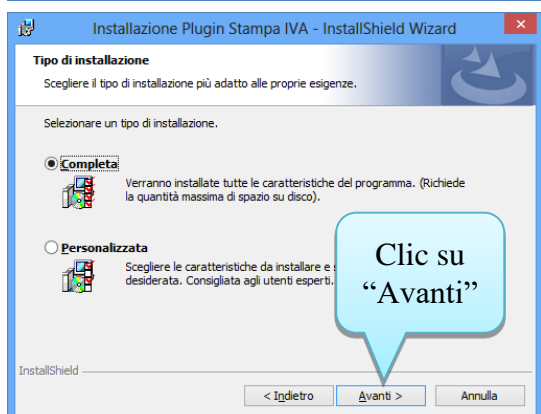 Installazione Plugin Stampa IVA - InstallShield Wizard
Tipo di installazione
Scegliere il tipo di installazione più adatto alle proprie esigenze.
Selezionare un tipo di installazione.
Completa
Verranno installate tutte le caratteristiche del programma. (Richiede
la quantità massima di spazio su disco).
Personalizzata
Scegliere le caratteristiche da installare e
desiderata. Consigliata agli utenti esperti.
Clic su
“Avanti”
InstallShield
< Indietro
Avanti >
Annulla